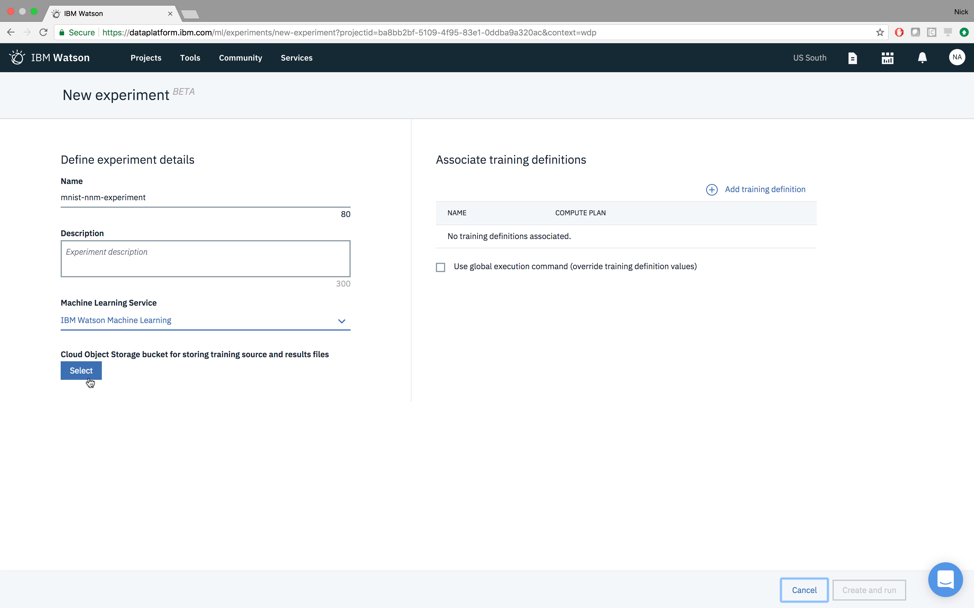 IBM Watson
Nick
Secure
https://dataplatform.ibm.com/ml/experiments/new-experiment?projectid=ba8bb2bf-5109-4f95-83e1-0ddba9a320ac&context=wdp
IBM Watson
Projects
Tools
Community
Services
US South
NA
New experiment BETA
Define experiment details
Name
mnist-nnm-experiment
80
Description
Experiment description
300
Machine Learning Service
IBM Watson Machine Learning
Cloud Object Storage bucket for storing training source and results files
Select
Associate training definitions
Add training definition
NAME
COMPUTE PLAN
No training definitions associated.
Use global execution command (override training definition values)
Cancel
Create and run